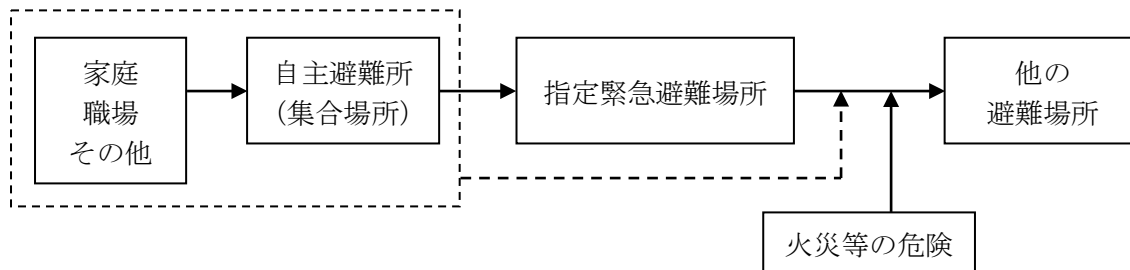 家庭
職場
その他
自主避難所
（集合場所）
指定緊急避難場所
他の
避難場所
火災等の危険